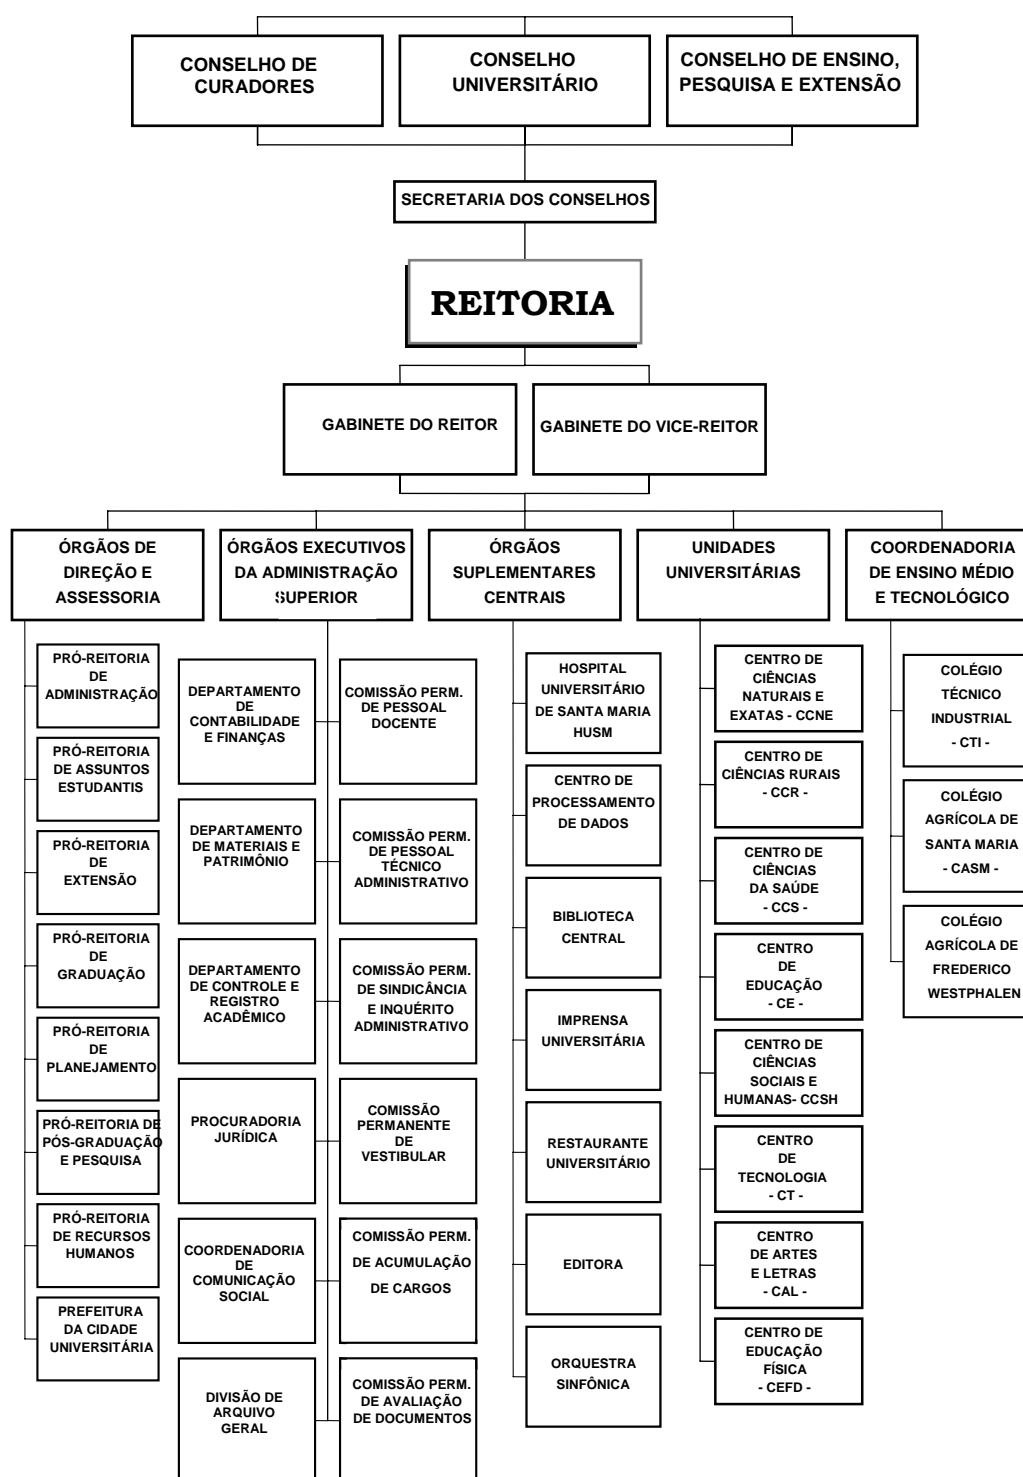 CONSELHO DE
CURADORES
CONSELHO
UNIVERSITÁRIO
CONSELHO DE ENSINO,
PESQUISA E EXTENSÃO
SECRETARIA DOS CONSELHOS
REITORIA
GABINETE DO REITOR
GABINETE DO VICE-REITOR
ÓRGÃOS DE
DIREÇÃO E
ASSESSORIA
ÓRGÃOS EXECUTIVOS
DA ADMINISTRAÇÃO
SUPERIOR
ÓRGÃOS
SUPLEMENTARES
CENTRAIS
UNIDADES
UNIVERSITÁRIAS
COORDENADORIA
DE ENSINO MÉDIO
E TECNOLÓGICO
PRÓ-REITORIA
DE
ADMINISTRAÇÃO
PRÓ-REITORIA
DE ASSUNTOS
ESTUDANTIS
PRÓ-REITORIA
DE
EXTENSÃO
PRÓ-REITORIA
DE
GRADUAÇÃO
PRÓ-REITORIA
DE
PLANEJAMENTO
PRÓ-REITORIA DE
PÓS-GRADUAÇÃO
E PESQUISA
PRÓ-REITORIA
DE RECURSOS
HUMANOS
PREFEITURA
DA CIDADE
UNIVERSITÁRIA
DEPARTAMENTO
DE
CONTABILIDADE
E FINANÇAS
DEPARTAMENTO
DE MATERIAIS E
PATRIMÔNIO
DEPARTAMENTO
DE CONTROLE E
REGISTRO
ACADÊMICO
PROCURADORIA
JURÍDICA
COORDENADORIA
DE
COMUNICAÇÃO
SOCIAL
DIVISÃO DE
ARQUIVO
GERAL
COMISSÃO PERM.
DE PESSOAL
DOCENTE
COMISSÃO PERM.
DE PESSOAL
TÉCNICO
ADMINISTRATIVO
COMISSÃO PERM.
DE SINDICÂNCIA
E INQUÉRITO
ADMINISTRATIVO
COMISSÃO
PERMANENTE
DE
VESTIBULAR
COMISSÃO PERM.
DE ACUMULAÇÃO
DE CARGOS
COMISSÃO PERM.
DE AVALIAÇÃO
DE DOCUMENTOS
HOSPITAL
UNIVERSITÁRIO
DE SANTA MARIA
HUSM
CENTRO DE
PROCESSAMENTO
DE DADOS
BIBLIOTECA
CENTRAL
IMPRENSA
UNIVERSITÁRIA
RESTAURANTE
UNIVERSITÁRIO
EDITORA
ORQUESTRA
SINFÔNICA
CENTRO DE
CIÊNCIAS
NATURAIS E
EXATAS - CCNE
CENTRO DE
CIÊNCIAS RURAIS
- CCR -
CENTRO DE
CIÊNCIAS
DA SAÚDE
- CCS -
CENTRO
DE
EDUCAÇÃO
- CE -
CENTRO DE
CIÊNCIAS
SOCIAIS E
HUMANAS- CCSH
CENTRO
DE
TECNOLOGIA
- CT -
CENTRO
DE ARTES
E LETRAS
- CAL -
CENTRO DE
EDUCAÇÃO
FÍSICA
- CEFD -
COLÉGIO
TÉCNICO
INDUSTRIAL
- CTI -
COLÉGIO
AGRÍCOLA DE
SANTA MARIA
- CASM -
COLÉGIO
AGRÍCOLA DE
FREDERICO
WESTPHALEN